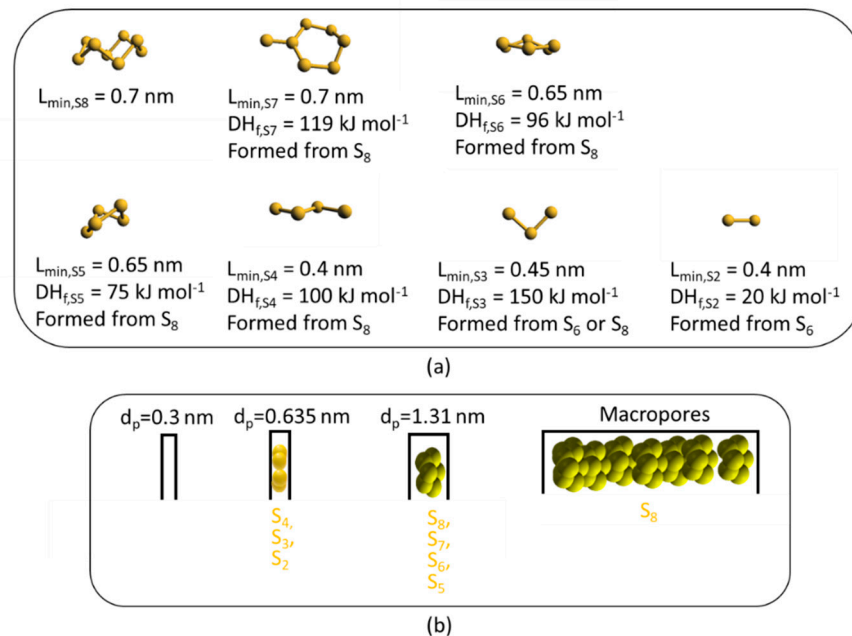 L_min,S8 = 0.7 nm
L_min,S7 = 0.7 nm
DH_f,S7 = 119 kJ mol⁻¹
Formed from S₈
L_min,S6 = 0.65 nm
DH_f,S6 = 96 kJ mol⁻¹
Formed from S₈
L_min,S5 = 0.65 nm
DH_f,S5 = 75 kJ mol⁻¹
Formed from S₈
L_min,S4 = 0.4 nm
DH_f,S4 = 100 kJ mol⁻¹
Formed from S₈
L_min,S3 = 0.45 nm
DH_f,S3 = 150 kJ mol⁻¹
Formed from S₆ or S₈
L_min,S2 = 0.4 nm
DH_f,S2 = 20 kJ mol⁻¹
Formed from S₆
(a)
d_p=0.3 nm
d_p=0.635 nm
S₄,
S₃,
S₂
d_p=1.31 nm
S₈,
S₇,
S₆,
S₅
Macropores
S₈
(b)